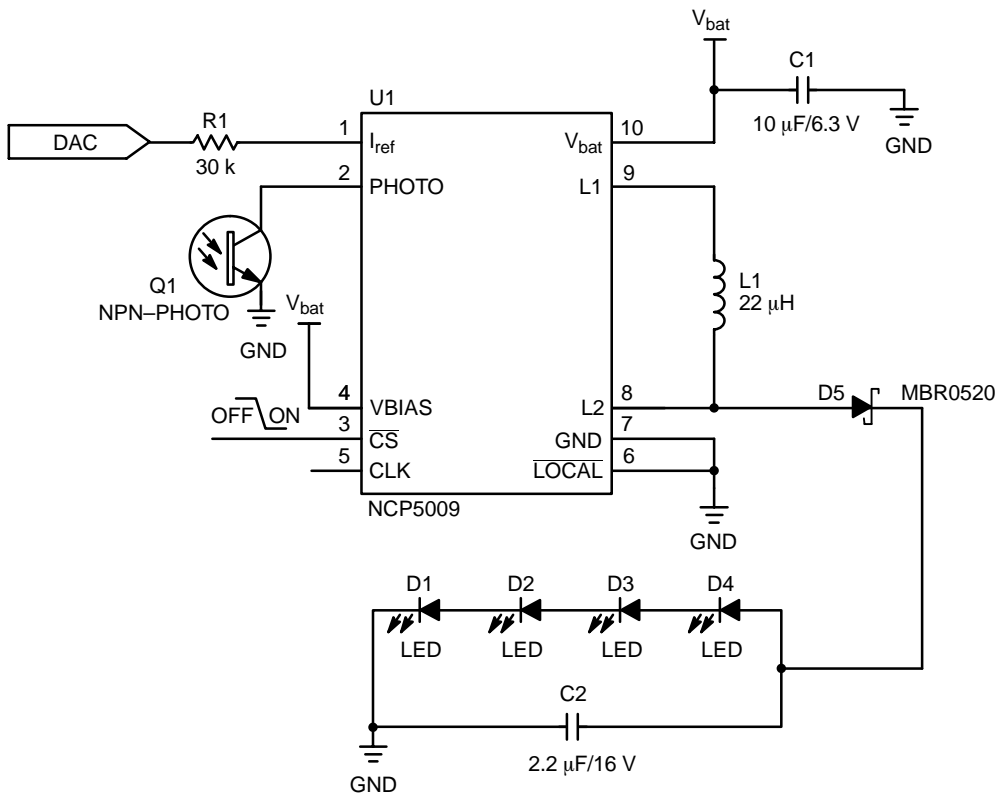 V_bat
C1
10 μF/6.3 V
GND
U1
DAC
R1
30 k
1
I_ref
2
PHOTO
V_bat
10
L1
9
Q1
NPN–PHOTO
GND
V_bat
L1
22 μH
OFF
ON
4
VBIAS
3
CS
5
CLK
L2
8
GND
7
LOCAL
6
D5
MBR0520
NCP5009
GND
D1
D2
D3
D4
LED
LED
LED
LED
C2
2.2 μF/16 V
GND